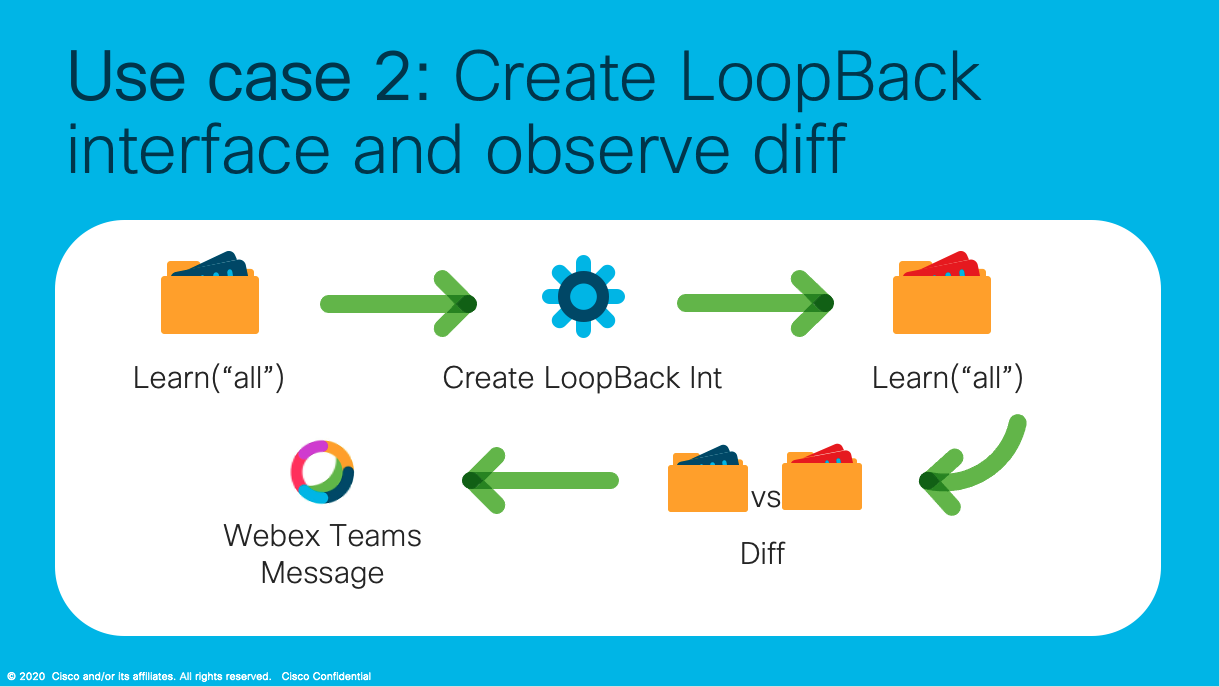 Use case 2: Create LoopBack
interface and observe diff
Learn(“all”)
Create LoopBack Int
Learn(“all”)
vs
Diff
Webex Teams
Message
© 2020 Cisco and/or its affiliates. All rights reserved. Cisco Confidential